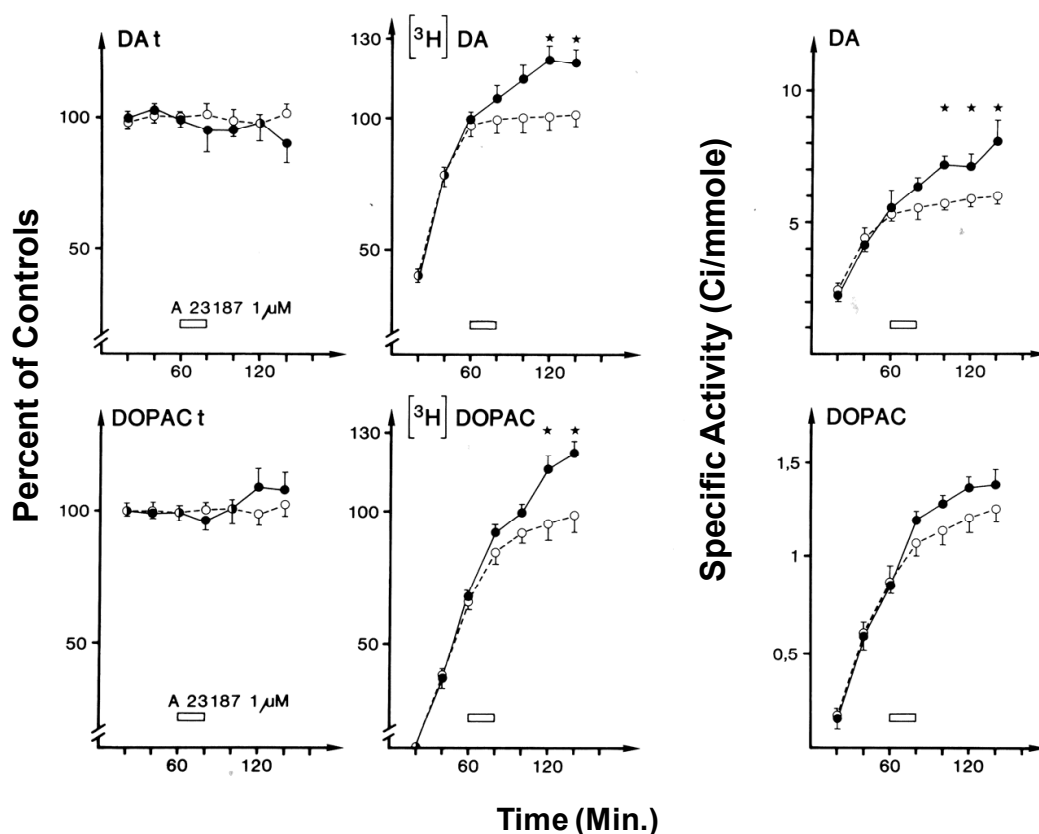 Percent of Controls
DA t
100
50
A 23187 1 µM
60 120
[³H] DA
130
★ ★
100
50
60 120
Specific Activity (Ci/mmole)
DA
10
★ ★ ★
5
60 120
DOPAC t
100
50
A 23187 1 µM
60 120
[³H] DOPAC
130
★ ★
100
50
60 120
DOPAC
1,5
1
0,5
60 120
Time (Min.)